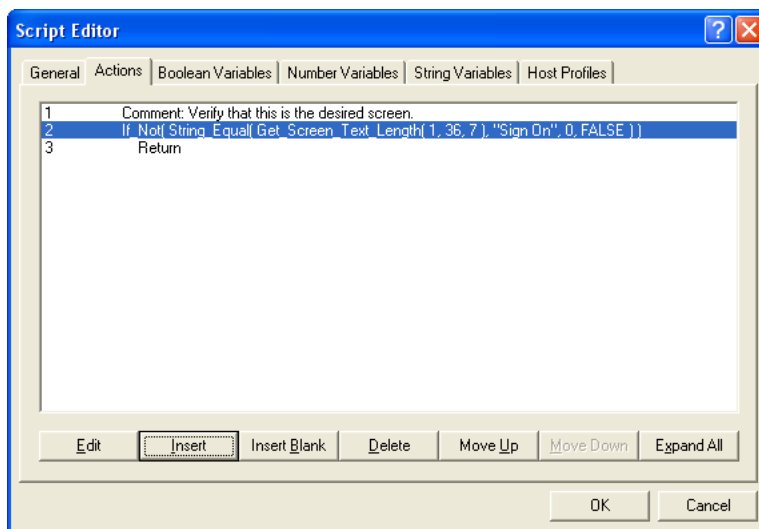 Script Editor
General Actions Boolean Variables Number Variables String Variables Host Profiles
1 Comment: Verify that this is the desired screen.
2 If_Not( String_Equal( Get_Screen_Text_Length( 1, 36, 7 ), "Sign On", 0, FALSE ) )
3 Return
Edit Insert Insert Blank Delete Move Up Move Down Expand All
OK Cancel